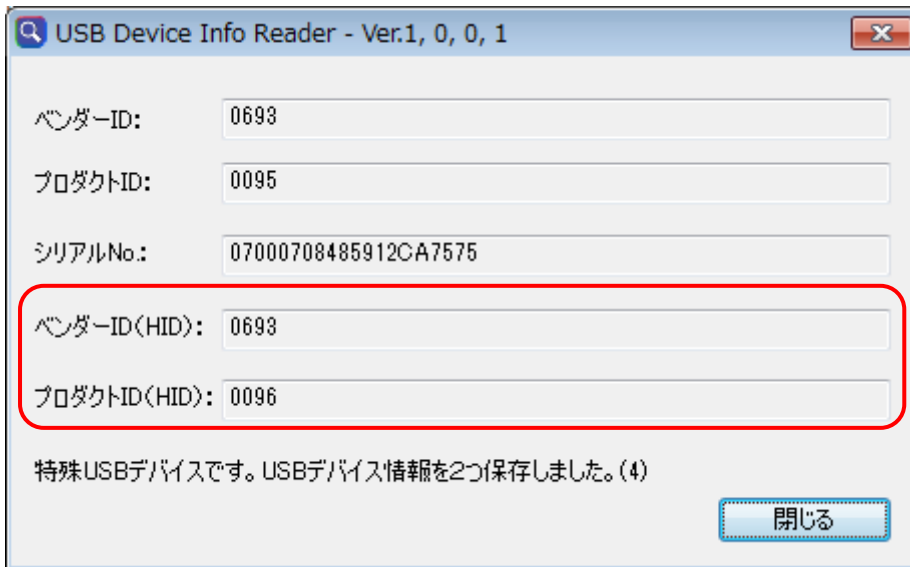 USB Device Info Reader - Ver.1, 0, 0, 1
ベンダーID: 0693
プロダクトID: 0095
シリアルNo.: 07000708485912CA7575
ベンダーID(HID): 0693
プロダクトID(HID): 0096
特殊USBデバイスです。USBデバイス情報を2つ保存しました。(4)
閉じる